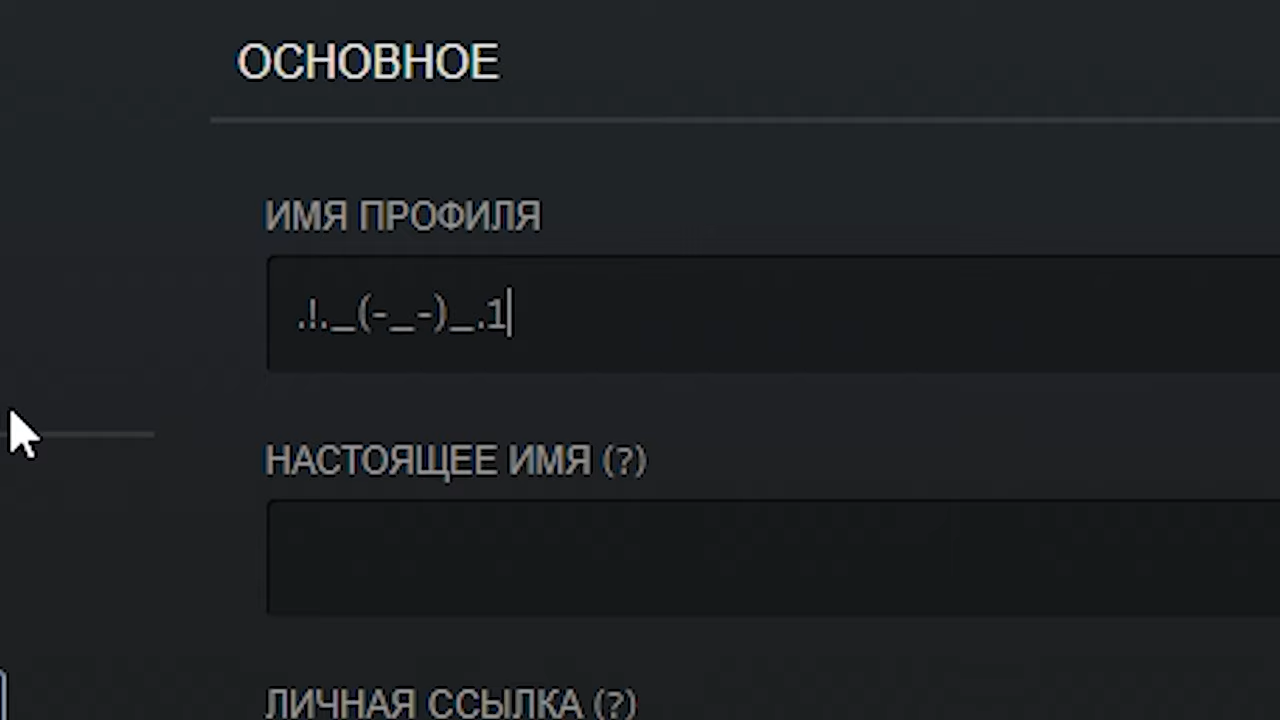 ОСНОВНОЕ
ИМЯ ПРОФИЛЯ
.!._(-_-)_.1
НАСТОЯЩЕЕ ИМЯ (?)
ЛИЧНАЯ ССЫЛКА (?)